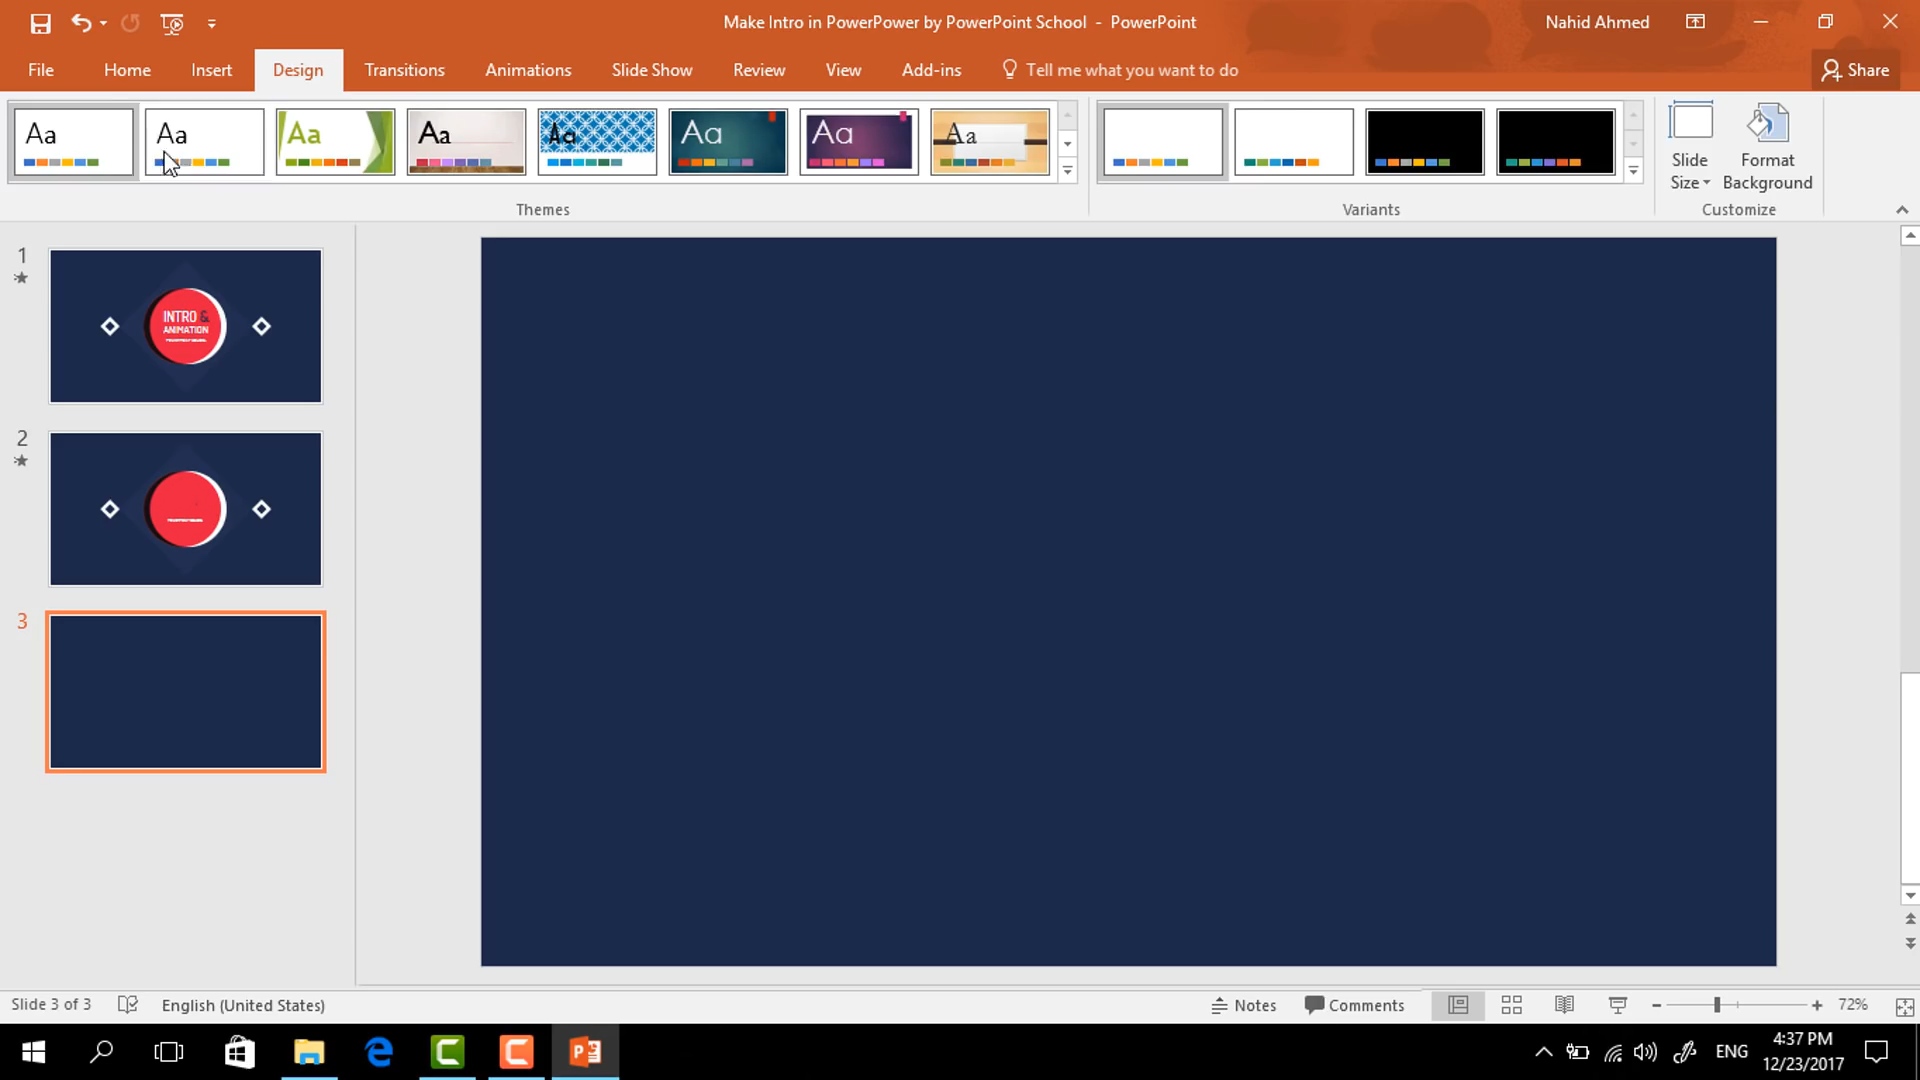 Make Intro in PowerPower by PowerPoint School - PowerPoint
Nahid Ahmed
File Home Insert Design Transitions Animations Slide Show Review View Add-ins Tell me what you want to do
Share
Aa Aa Aa Aa Aa Aa Aa Aa
Slide Size
Format Background
Themes
Variants
Customize
1
INTRO &
ANIMATION
2
3
Slide 3 of 3
English (United States)
Notes
Comments
72%
ENG
4:37 PM
12/23/2017